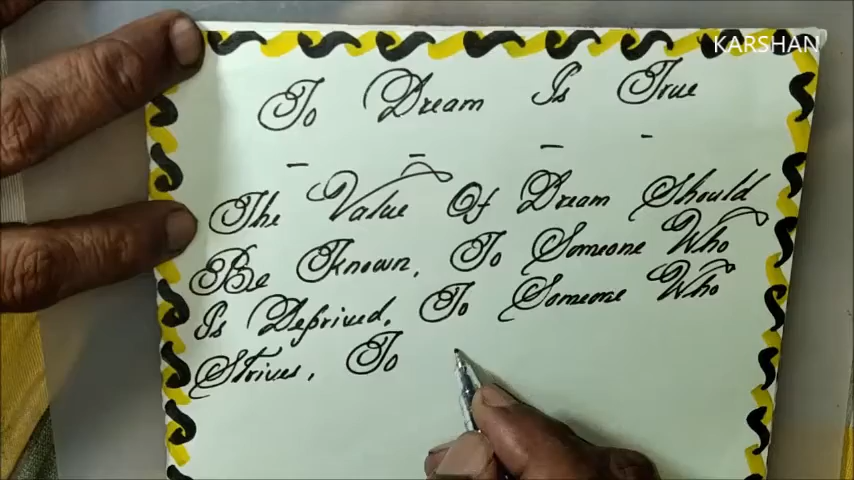 KARSHAN
To Dream Is True
The Value Of Dream Should
Be Known, To Someone Who
Is Deprived, To Someone Who
Strives, To